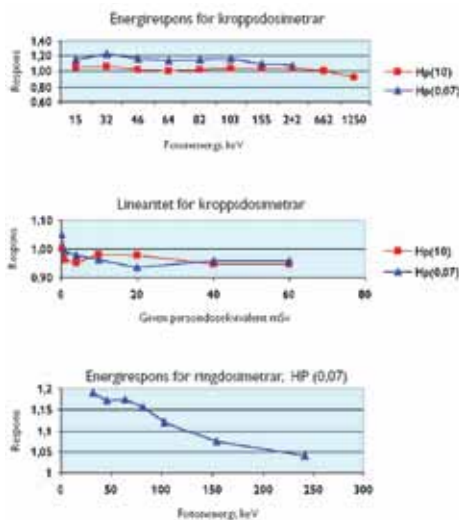 Energirespons för kroppsdosimetrar
Respons
1,40
1,20
1,00
0,80
0,60
15 32 46 64 82 103 155 242 662 1250
Fotonenergi, keV
Hp(10)
Hp(0,07)
Lineäritet för kroppsdosimetrar
Respons
1,10
1,00
0,90
0 20 40 60 80
Given persondosekvivalent mSv
Hp(10)
Hp(0,07)
Energirespons för ringdosimetrar, HP (0,07)
Respons
1,2
1,15
1,1
1,05
1
0 50 100 150 200 250 300
Fotonenergi, keV